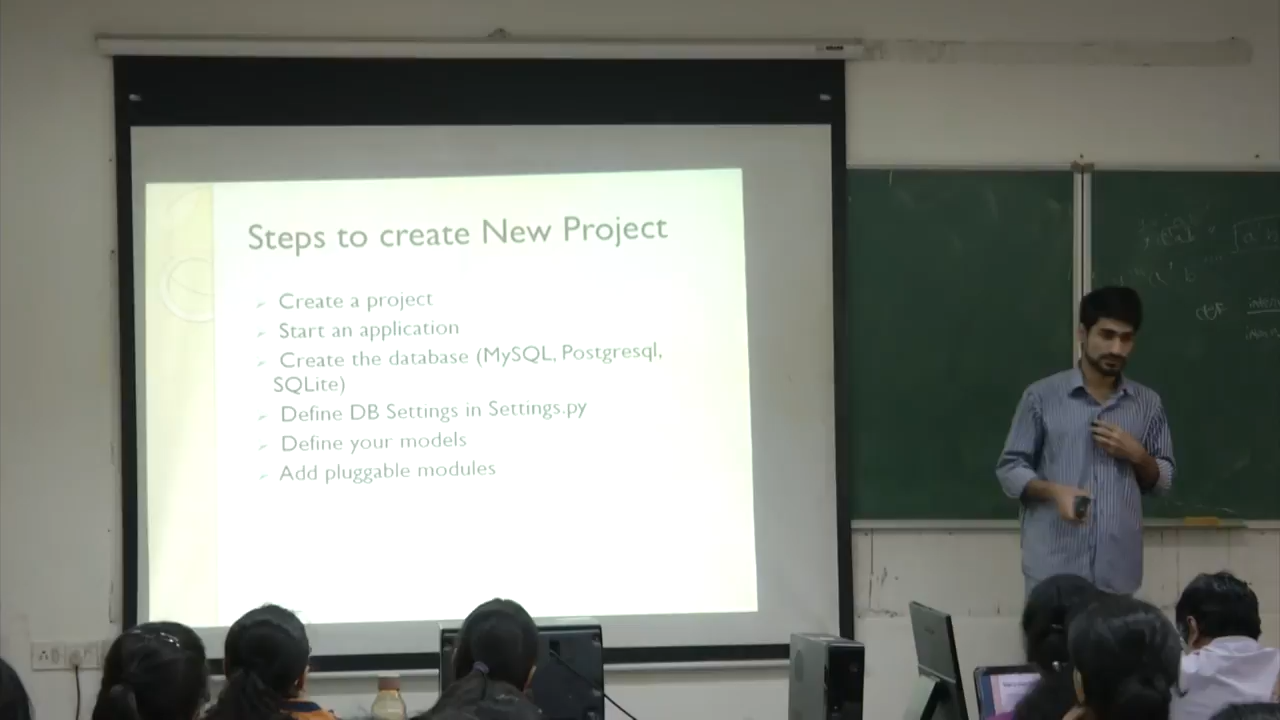 Steps to create New Project
Create a project
Start an application
Create the database (MySQL, Postgresql,
SQLite)
Define DB Settings in Settings.py
Define your models
Add pluggable modules